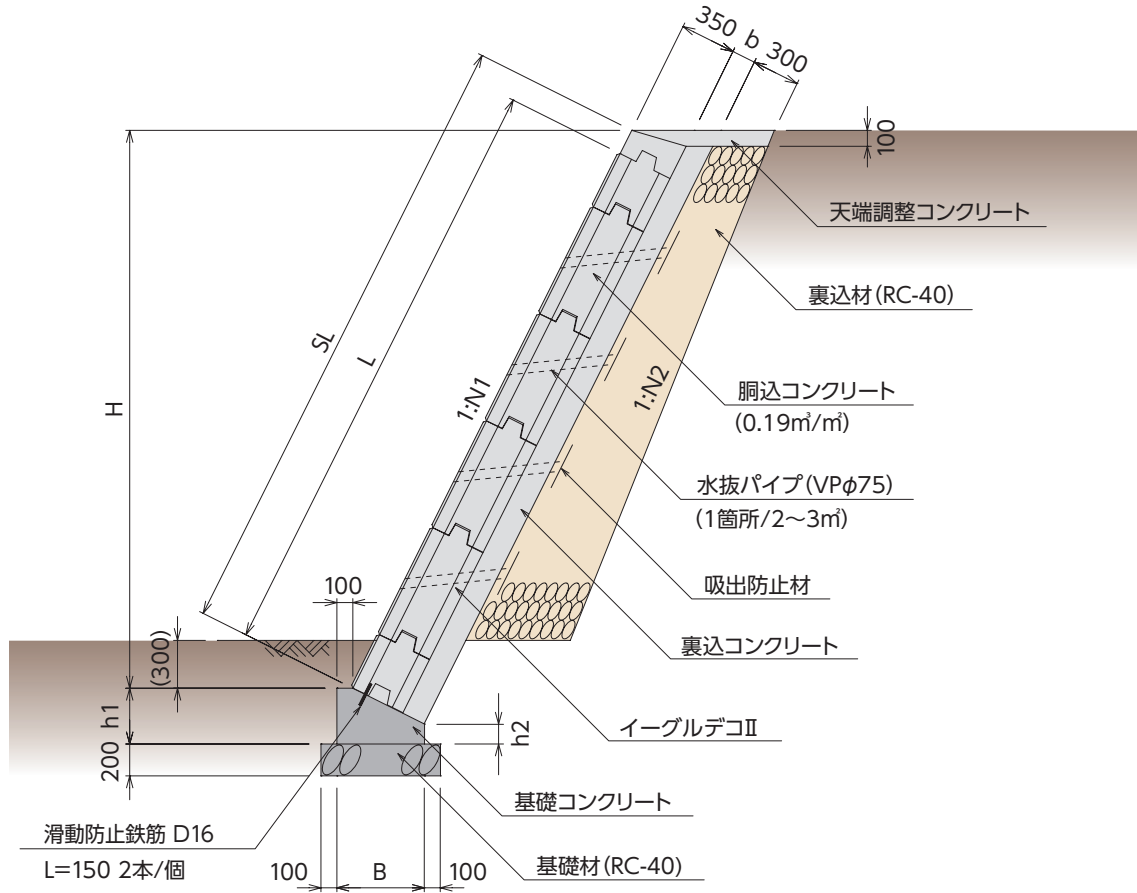 350 b 300
100
天端調整コンクリート
裏込材(RC-40)
SL
L
H
1:N1
1:N2
胴込コンクリート
(0.19㎥/㎡)
水抜パイプ(VPφ75)
(1箇所/2〜3㎡)
吸出防止材
100
(300)
裏込コンクリート
h1
h2
イーグルデコⅡ
200
基礎コンクリート
滑動防止鉄筋 D16
L=150 2本/個
100 B 100
基礎材(RC-40)